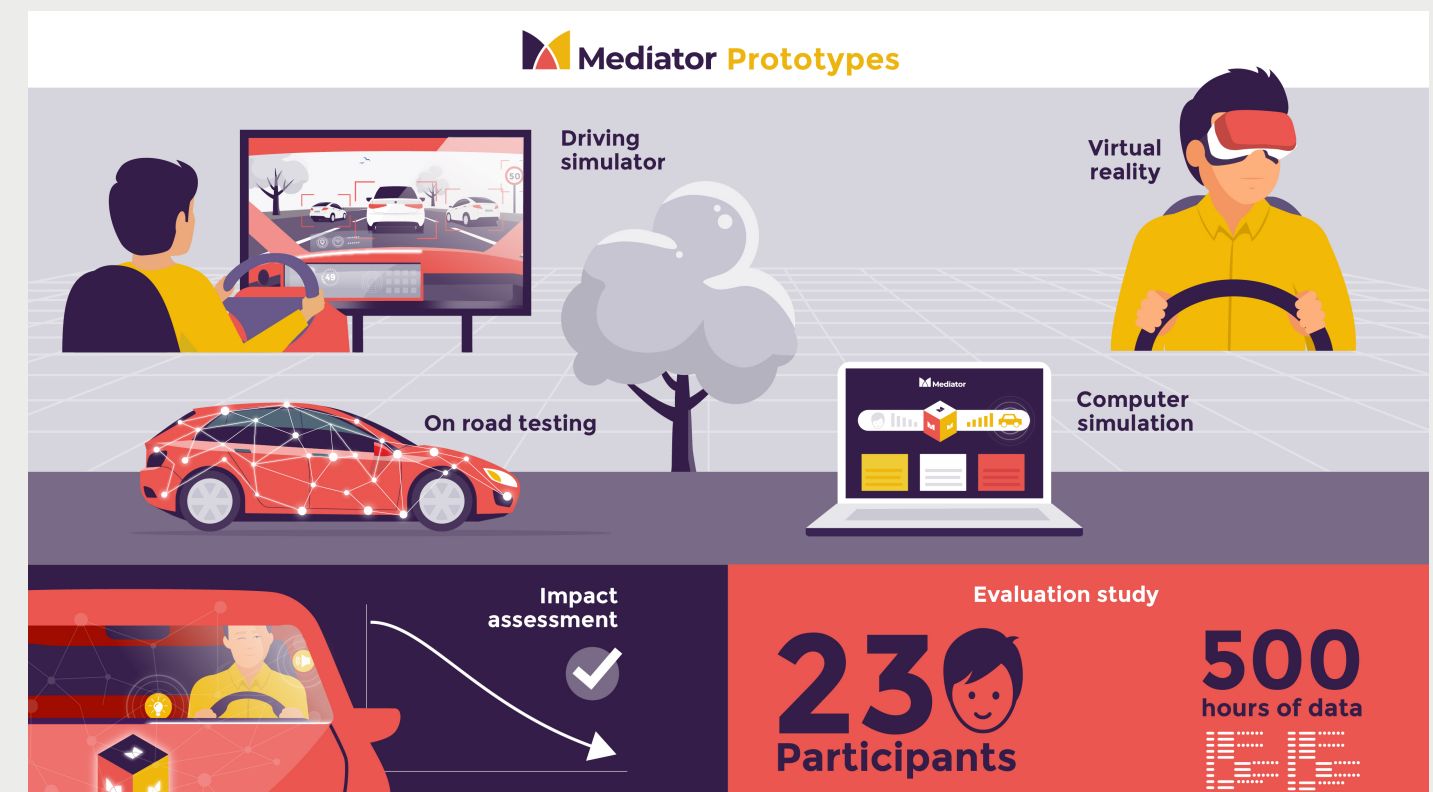 Mediator Prototypes
Driving
simulator
Virtual
reality
50
49
On road testing
Mediator
Computer
simulation
Impact
assessment
Evaluation study
230
Participants
500
hours of data